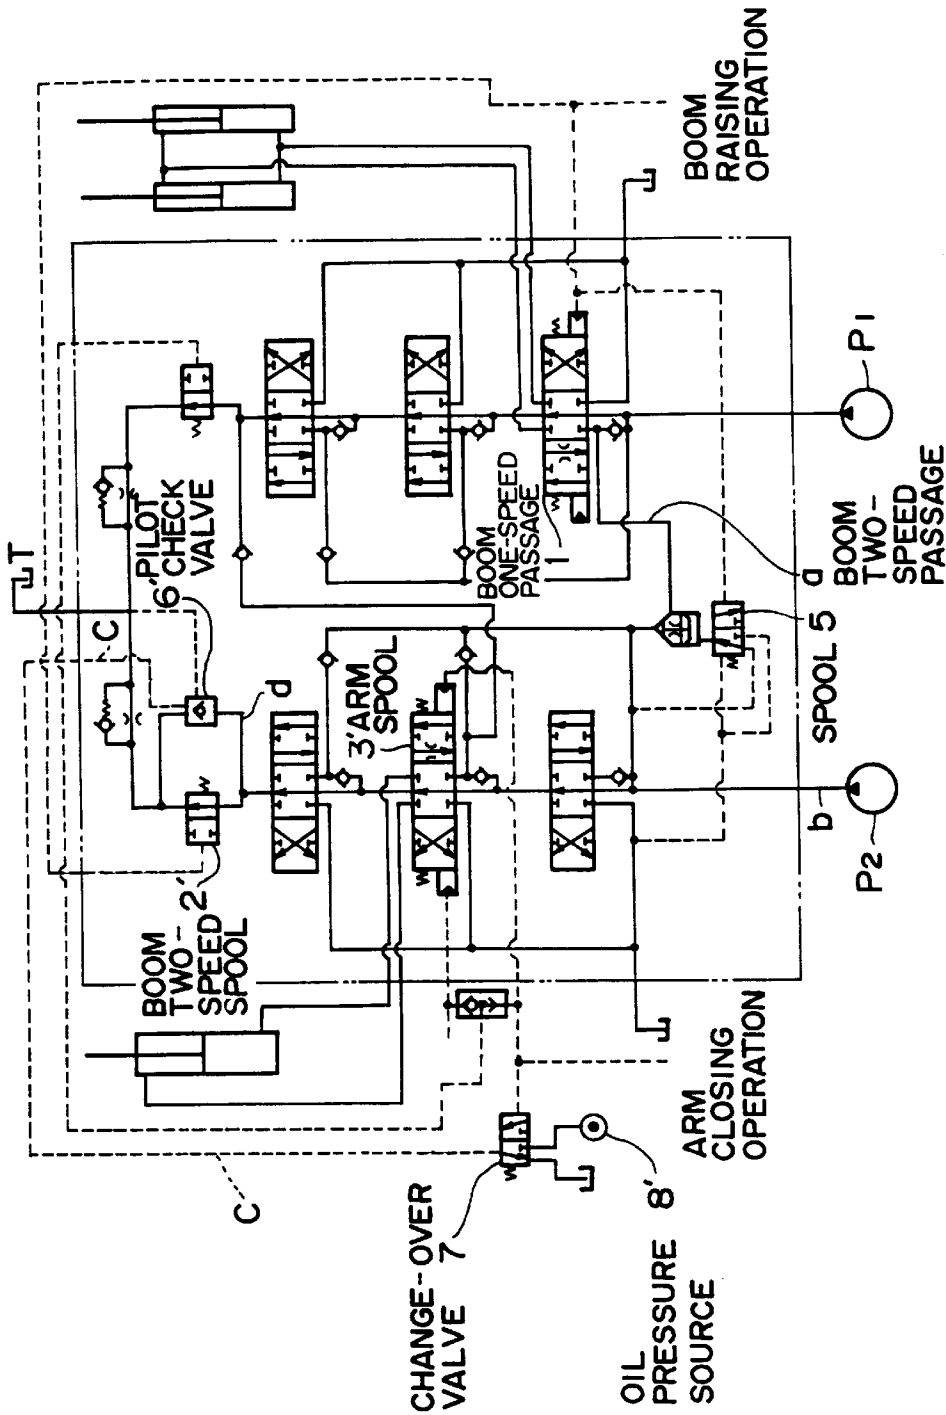 BOOM
RAISING
OPERATION
P1
a
BOOM
TWO-
SPEED
PASSAGE
T
6'
PILOT
CHECK
VALVE
BOOM
ONE-SPEED
PASSAGE
1
C
d
3'
ARM
SPOOL
SPOOL 5
b
P2
2'
BOOM
TWO-
SPEED
SPOOL
ARM
CLOSING
OPERATION
C
CHANGE-OVER
VALVE 7
8'
OIL
PRESSURE
SOURCE